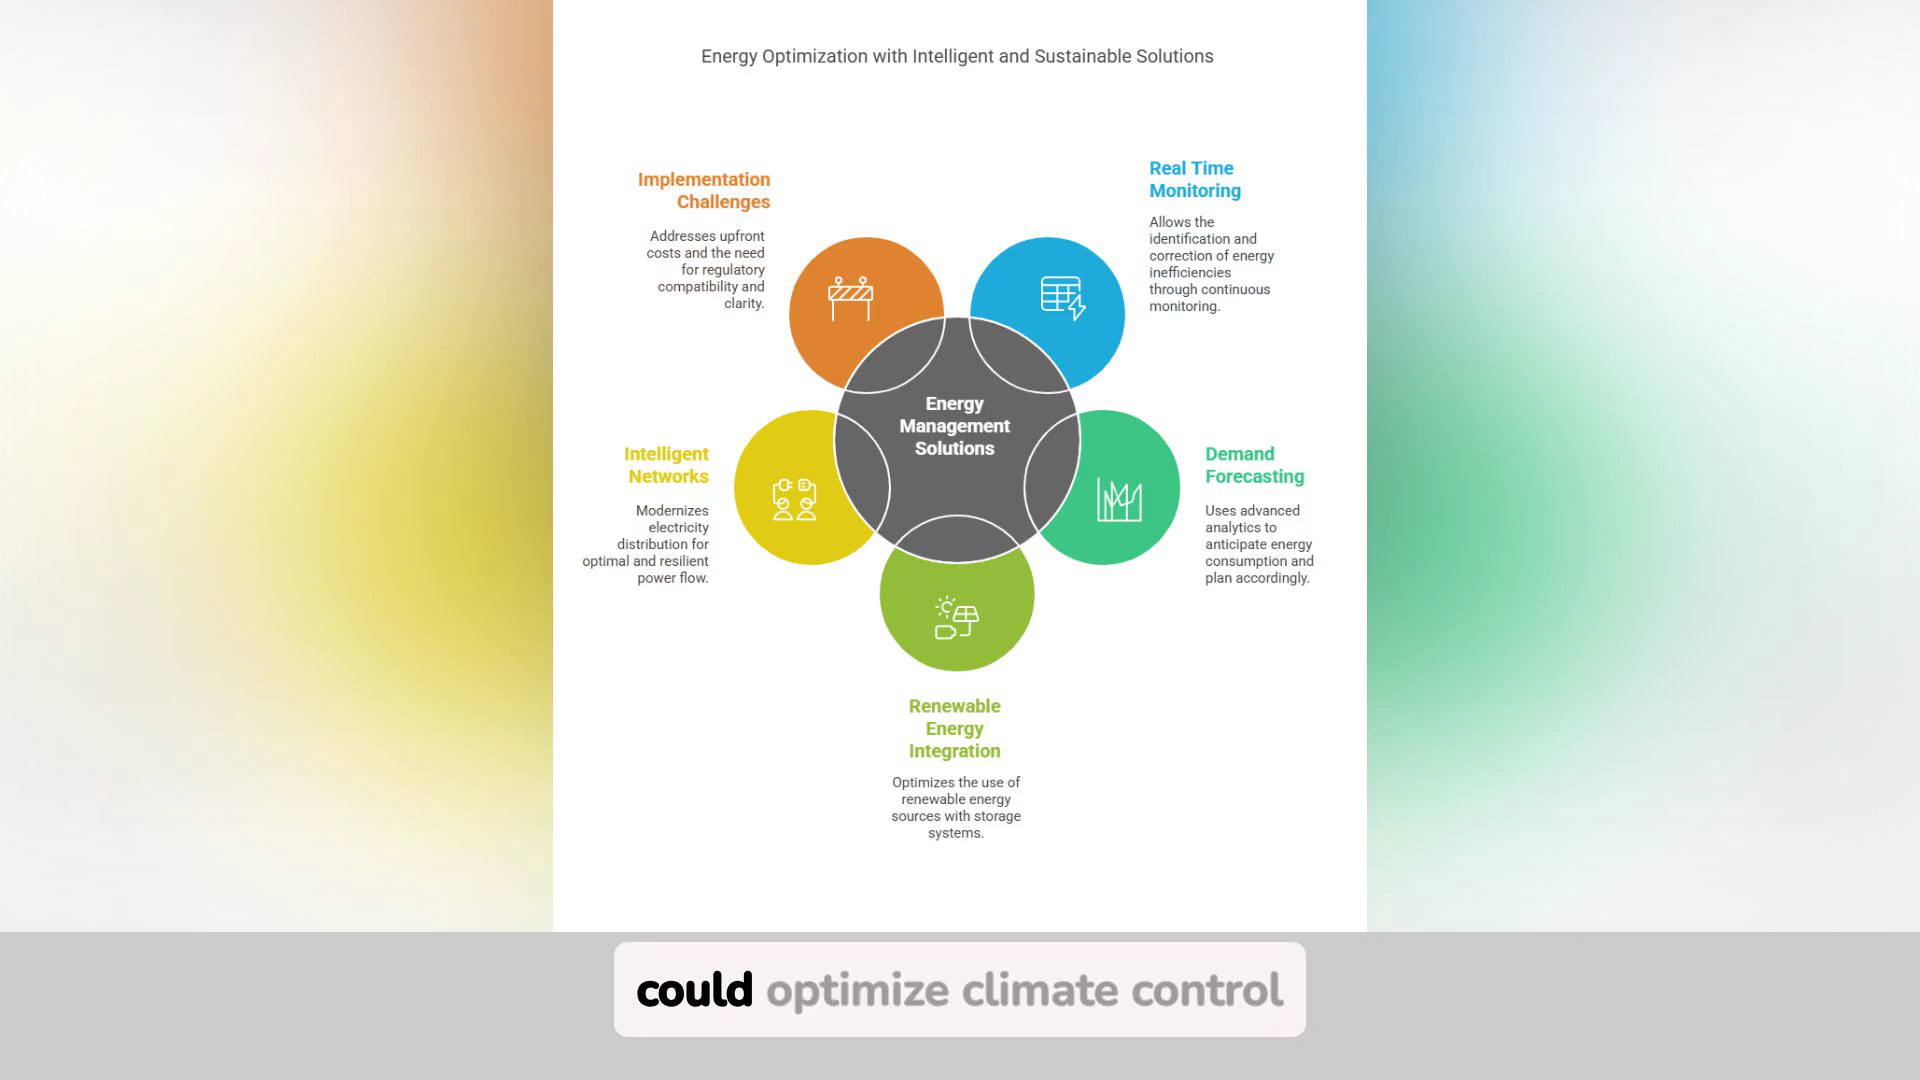 Energy Optimization with Intelligent and Sustainable Solutions
Implementation
Challenges
Addresses upfront
costs and the need
for regulatory
compatibility and
clarity.
Real Time
Monitoring
Allows the
identification and
correction of energy
inefficiencies
through continuous
monitoring.
Energy
Management
Solutions
Intelligent
Networks
Modernizes
electricity
distribution for
optimal and resilient
power flow.
Demand
Forecasting
Uses advanced
analytics to
anticipate energy
consumption and
plan accordingly.
Renewable
Energy
Integration
Optimizes the use of
renewable energy
sources with storage
systems.
could optimize climate control